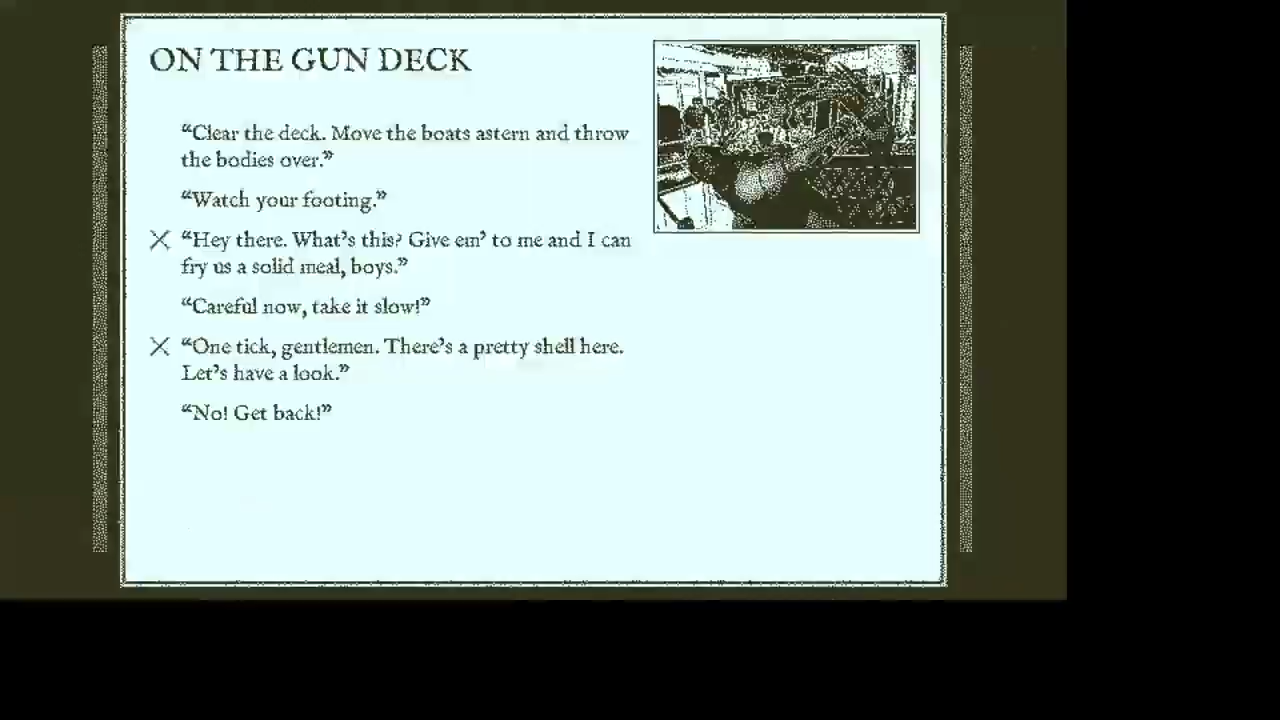 ON THE GUN DECK
“Clear the deck. Move the boats astern and throw
the bodies over.”
“Watch your footing.”
“Hey there. What’s this? Give em’ to me and I can
fry us a solid meal, boys.”
“Careful now, take it slow!”
“One tick, gentlemen. There’s a pretty shell here.
Let’s have a look.”
“No! Get back!”